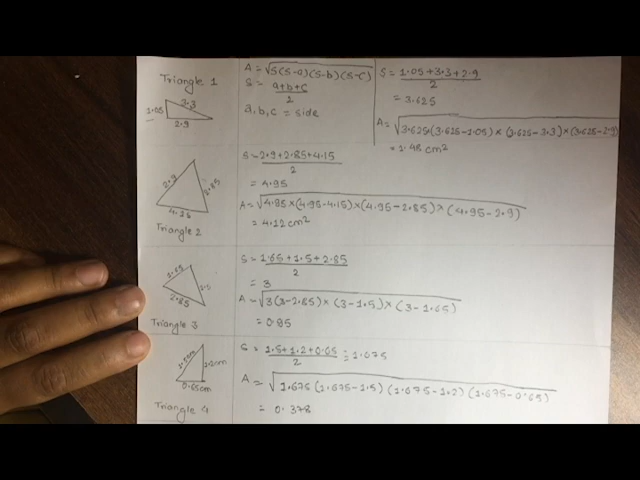 Triangle 1
1.05
3.3
2.9
A = √S(S-a)(S-b)(S-c)
S = a+b+c
2
a, b, c = side
S = 1.05+3.3+2.9
2
= 3.625
A = √3.625(3.625-1.05) × (3.625-3.3)×(3.625-2.9)
= 1.48 cm²
2.9
2.85
4.15
Triangle 2
S = 2.9+2.85+4.15
2
= 4.95
A = √4.95×(4.95-4.15)×(4.95-2.85)×(4.95-2.9)
= 4.12 cm²
1.65
2.85
Triangle 3
S = 1.65+1.5+2.85
2
= 3
A = √3(3-2.85)×(3-1.5)×(3-1.65)
= 0.95
0.65cm
Triangle 4
S = 1.5+1.2+0.65 = 1.675
2
A = √1.675(1.675-1.5)(1.675-1.2)(1.675-0.65)
= 0.378